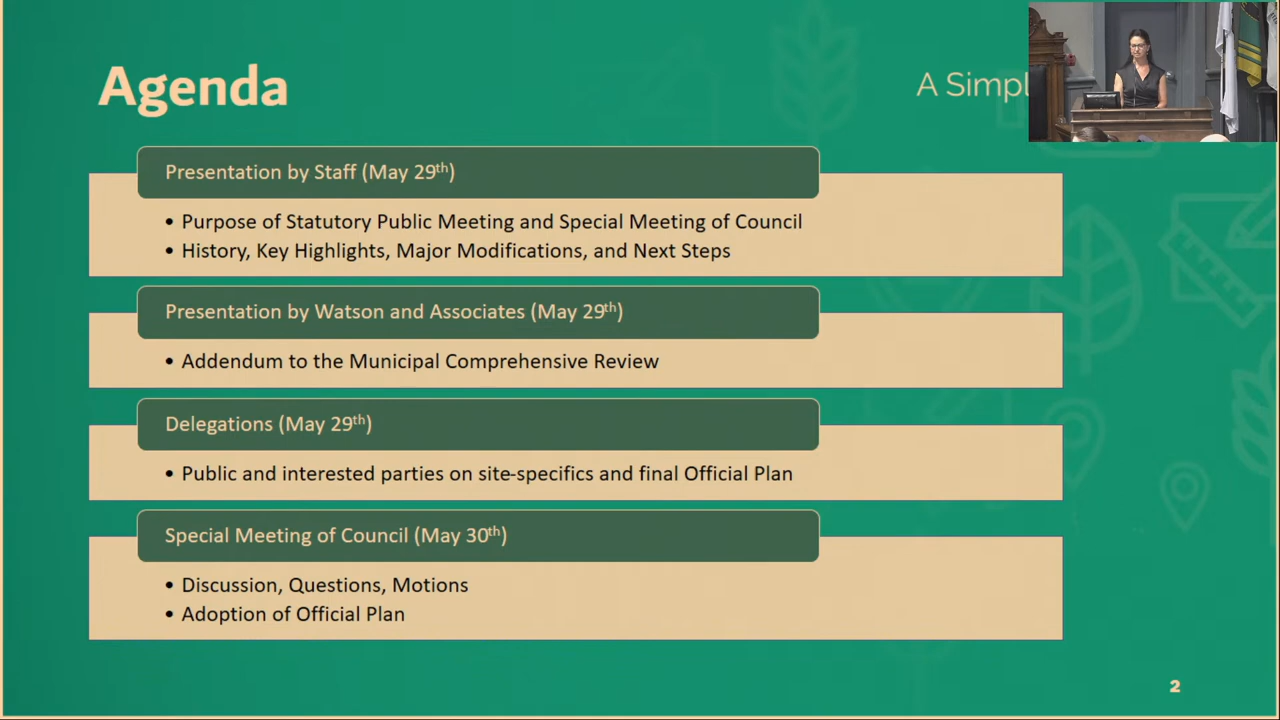 Agenda
A Simpl
Presentation by Staff (May 29th)
• Purpose of Statutory Public Meeting and Special Meeting of Council
• History, Key Highlights, Major Modifications, and Next Steps
Presentation by Watson and Associates (May 29th)
• Addendum to the Municipal Comprehensive Review
Delegations (May 29th)
• Public and interested parties on site-specifics and final Official Plan
Special Meeting of Council (May 30th)
• Discussion, Questions, Motions
• Adoption of Official Plan
2